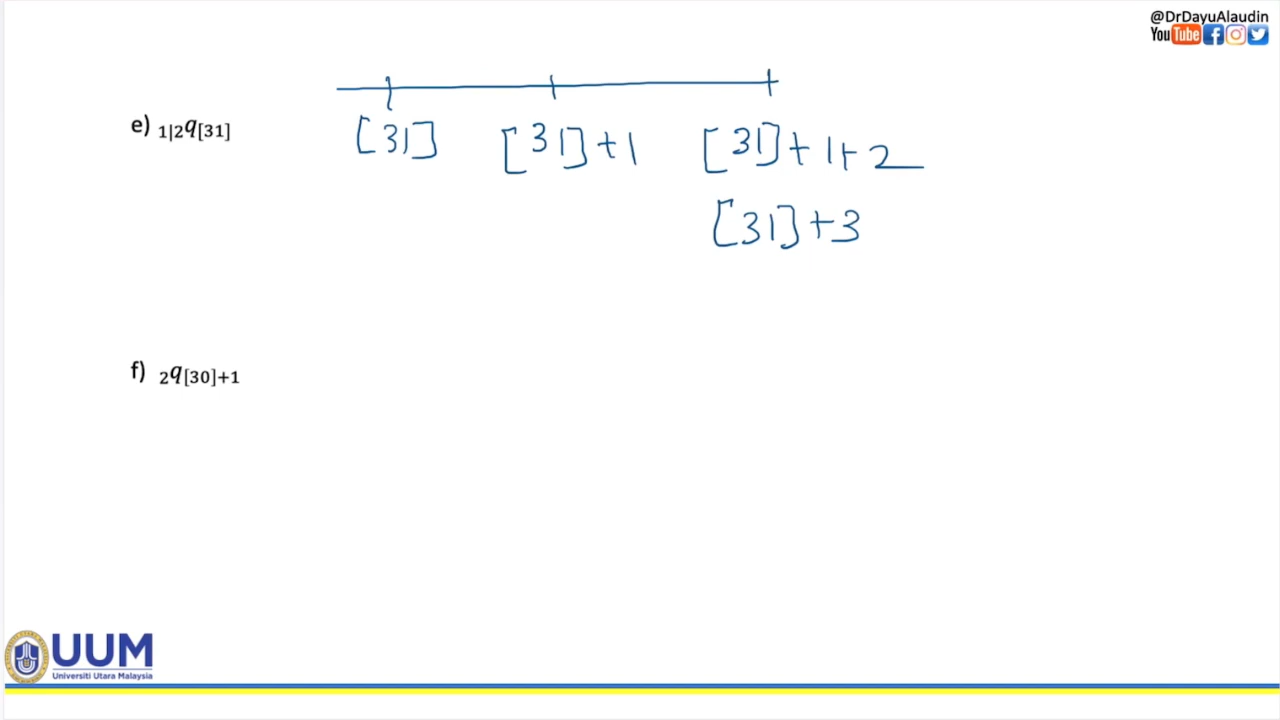 @DrDayuAlaudin
YouTube
e) 1|2q[31]
[31] [31]+1 [31]+1+2
[31]+3
f) 2q[30]+1
UUM
Universiti Utara Malaysia